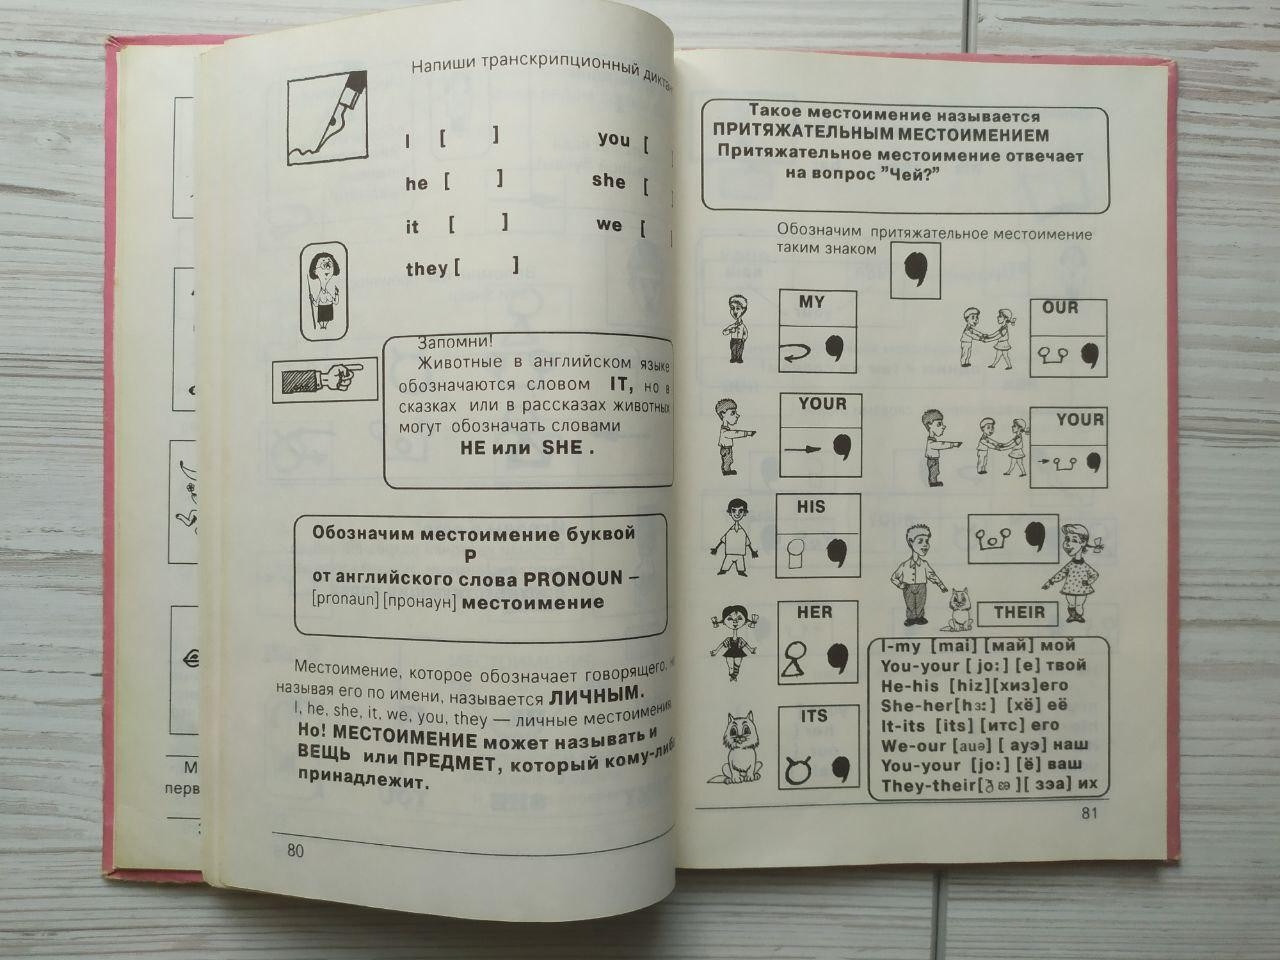 Напиши транскрипционный
I [ ] you [
he [ ] she [ ]
it [ ] we [ ]
they [ ]
Запомни!
Животные в английском языке
обозначаются словом IT, но в
сказках или в рассказах животных
могут обозначать словами
HE или SHE .
Обозначим местоимение буквой
P
от английского слова PRONOUN –
[pronaun] [пронаун] местоимение
Местоимение, которое обозначает говорящего,
называя его по имени, называется ЛИЧНЫМ.
I, he, she, it, we, you, they — личные местоимения
Но! МЕСТОИМЕНИЕ может называть и
ВЕЩЬ или ПРЕДМЕТ, который
принадлежит.
80
М
перв
Такое местоимение называется
ПРИТЯЖАТЕЛЬНЫМ МЕСТОИМЕНИЕМ
Притяжательное местоимение отвечает
на вопрос "Чей?"
Обозначим притяжательное местоимение
таким знаком
MY
OUR
YOUR
YOUR
HIS
HER
THEIR
ITS
I-my [mai] [май] мой
You-your [ jo:] [е] твой
He-his [hiz][хиз]его
She-her[hɜ:] [хё] её
It-its [its] [итс] его
We-our [auə] [ ауэ] наш
You-your [jo:] [ё] ваш
They-their[ðɛə][ зэа] их
81